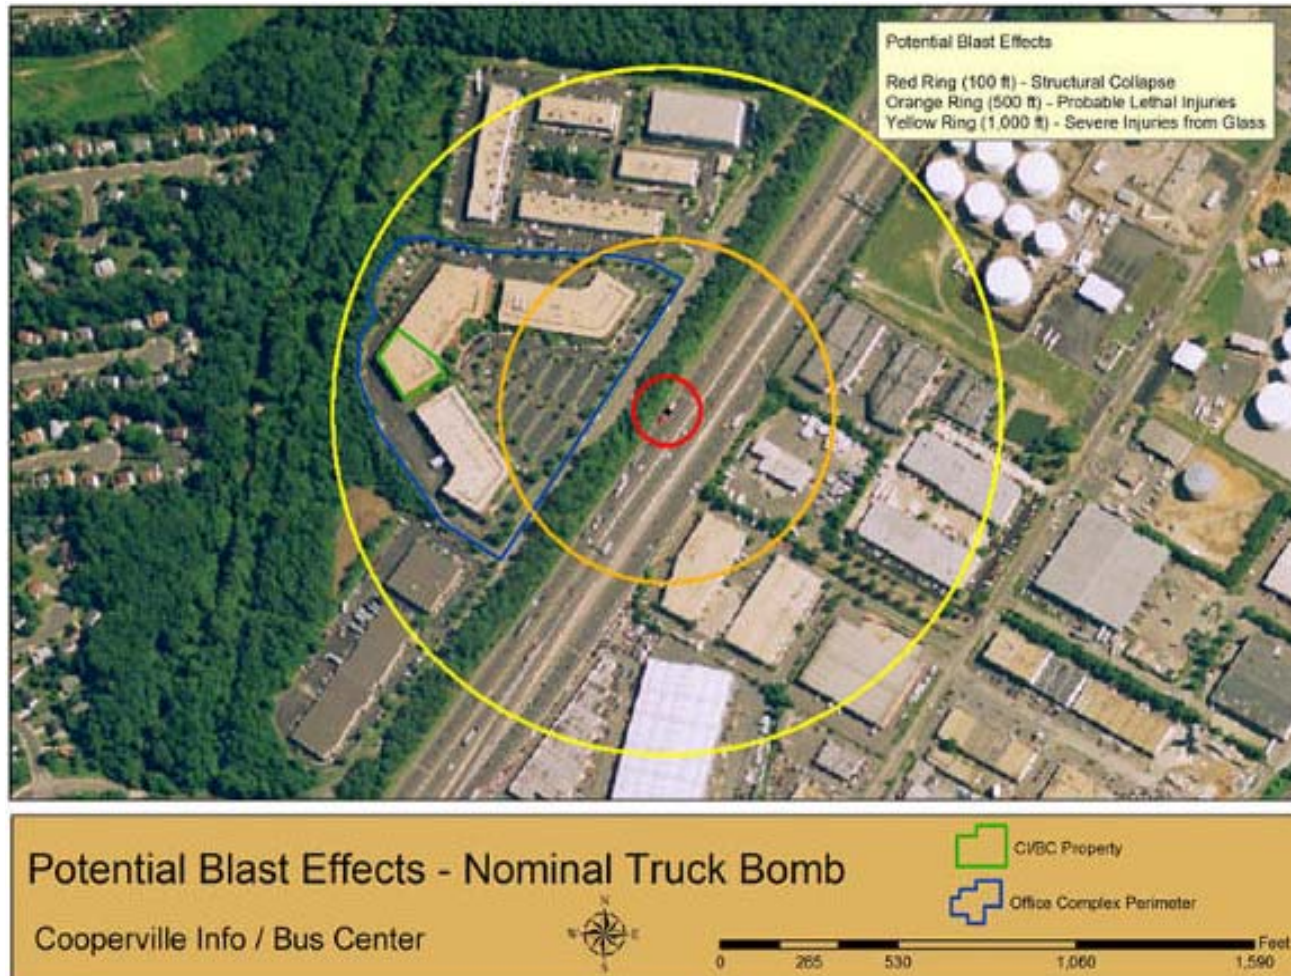 Potential Blast Effects
Red Ring (100 ft) - Structural Collapse
Orange Ring (500 ft) - Probable Lethal Injuries
Yellow Ring (1,000 ft) - Severe Injuries from Glass
Potential Blast Effects - Nominal Truck Bomb
Cooperville Info / Bus Center
N
W E
S
CI/BC Property
Office Complex Perimeter
Feet
0 265 530 1,060 1,590